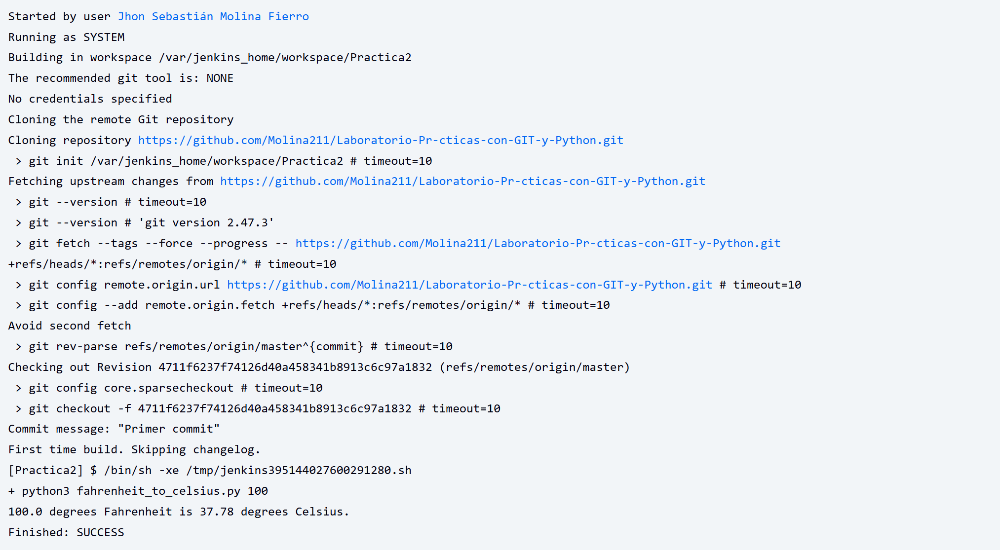 Started by user Jhon Sebastián Molina Fierro
Running as SYSTEM
Building in workspace /var/jenkins_home/workspace/Practica2
The recommended git tool is: NONE
No credentials specified
Cloning the remote Git repository
Cloning repository https://github.com/Molina211/Laboratorio-Pr-cticas-con-GIT-y-Python.git
 > git init /var/jenkins_home/workspace/Practica2 # timeout=10
Fetching upstream changes from https://github.com/Molina211/Laboratorio-Pr-cticas-con-GIT-y-Python.git
 > git --version # timeout=10
 > git --version # 'git version 2.47.3'
 > git fetch --tags --force --progress -- https://github.com/Molina211/Laboratorio-Pr-cticas-con-GIT-y-Python.git
+refs/heads/*:refs/remotes/origin/* # timeout=10
 > git config remote.origin.url https://github.com/Molina211/Laboratorio-Pr-cticas-con-GIT-y-Python.git # timeout=10
 > git config --add remote.origin.fetch +refs/heads/*:refs/remotes/origin/* # timeout=10
Avoid second fetch
 > git rev-parse refs/remotes/origin/master^{commit} # timeout=10
Checking out Revision 4711f6237f74126d40a458341b8913c6c97a1832 (refs/remotes/origin/master)
 > git config core.sparsecheckout # timeout=10
 > git checkout -f 4711f6237f74126d40a458341b8913c6c97a1832 # timeout=10
Commit message: "Primer commit"
First time build. Skipping changelog.
[Practica2] $ /bin/sh -xe /tmp/jenkins395144027600291280.sh
+ python3 fahrenheit_to_celsius.py 100
100.0 degrees Fahrenheit is 37.78 degrees Celsius.
Finished: SUCCESS